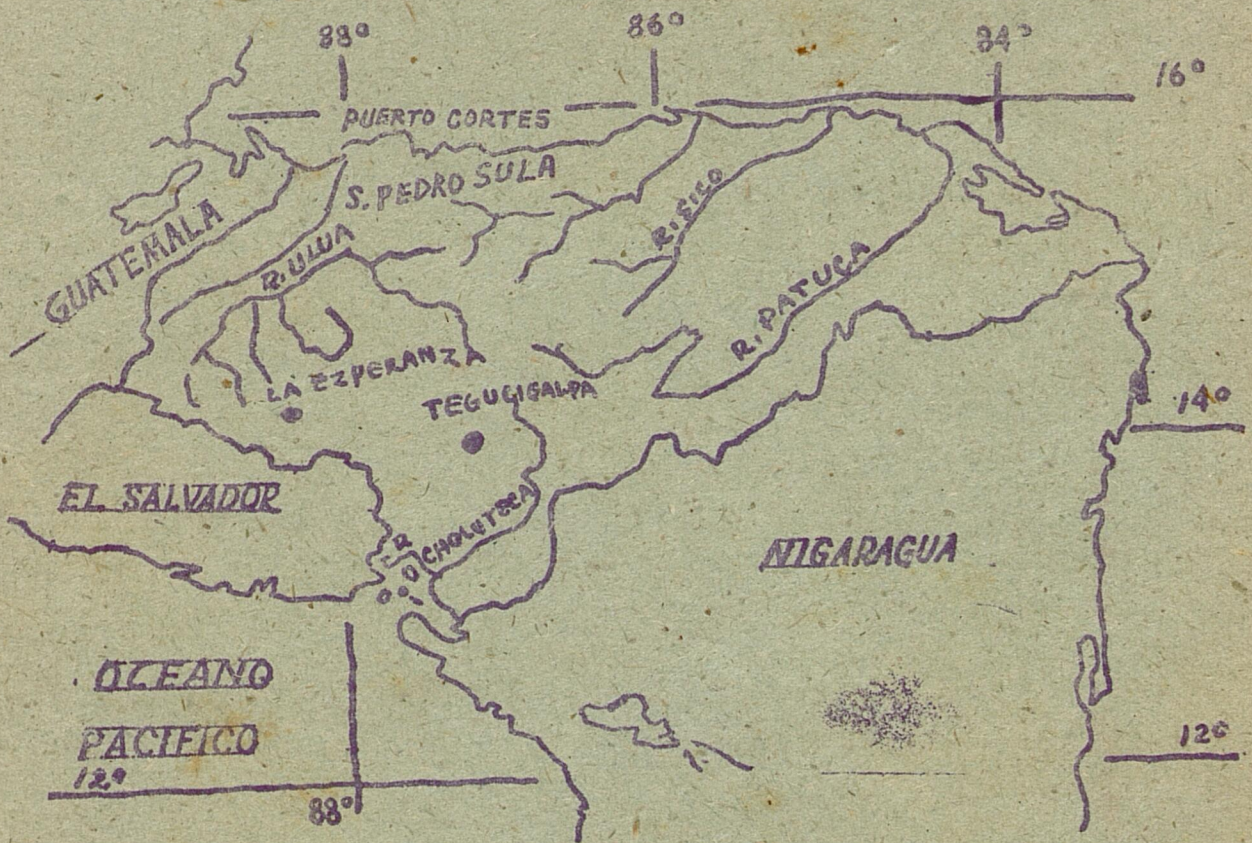 88° 86° 84°
16°
PUERTO CORTES
S. PEDRO SULA
GUATEMALA
R. ULUA
R. SICO
R. PATUCA
LA EZPERANZA
TEGUCIGALPA
14°
EL SALVADOR
R CHOLUTECA
NIGARAGUA
OCEANO
PACIFICO
12°
12°
88°